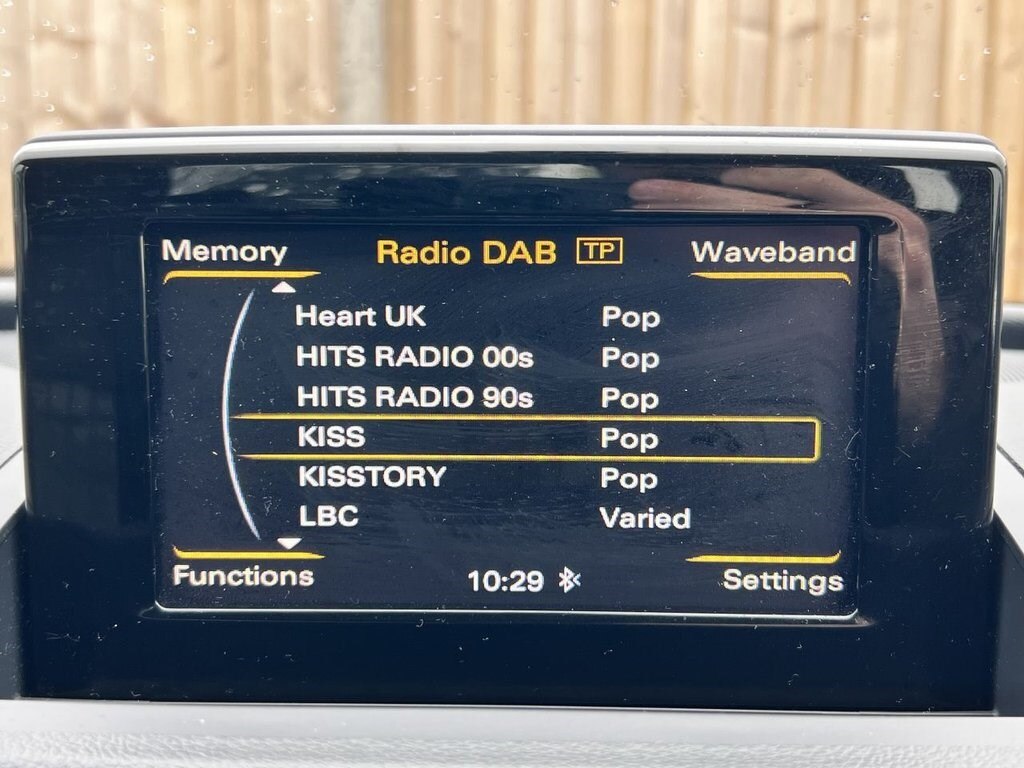 Memory Radio DAB TP Waveband
Heart UK Pop
HITS RADIO 00s Pop
HITS RADIO 90s Pop
KISS Pop
KISSTORY Pop
LBC Varied
Functions 10:29 Settings